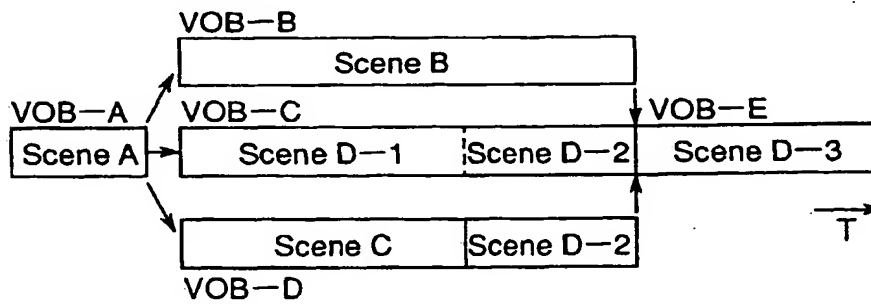 VOB—B
Scene B
VOB—A VOB—C VOB—E
Scene A Scene D—1 Scene D—2 Scene D—3
T
Scene C Scene D—2
VOB—D